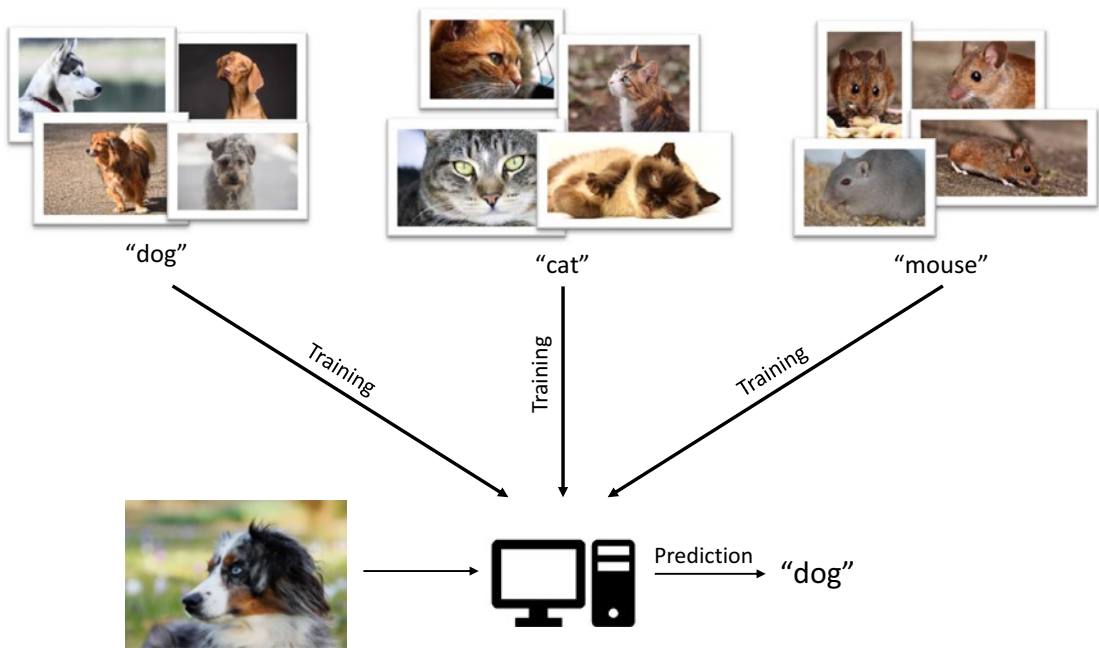 “dog”
“cat”
“mouse”
Training
Training
Training
Prediction
“dog”